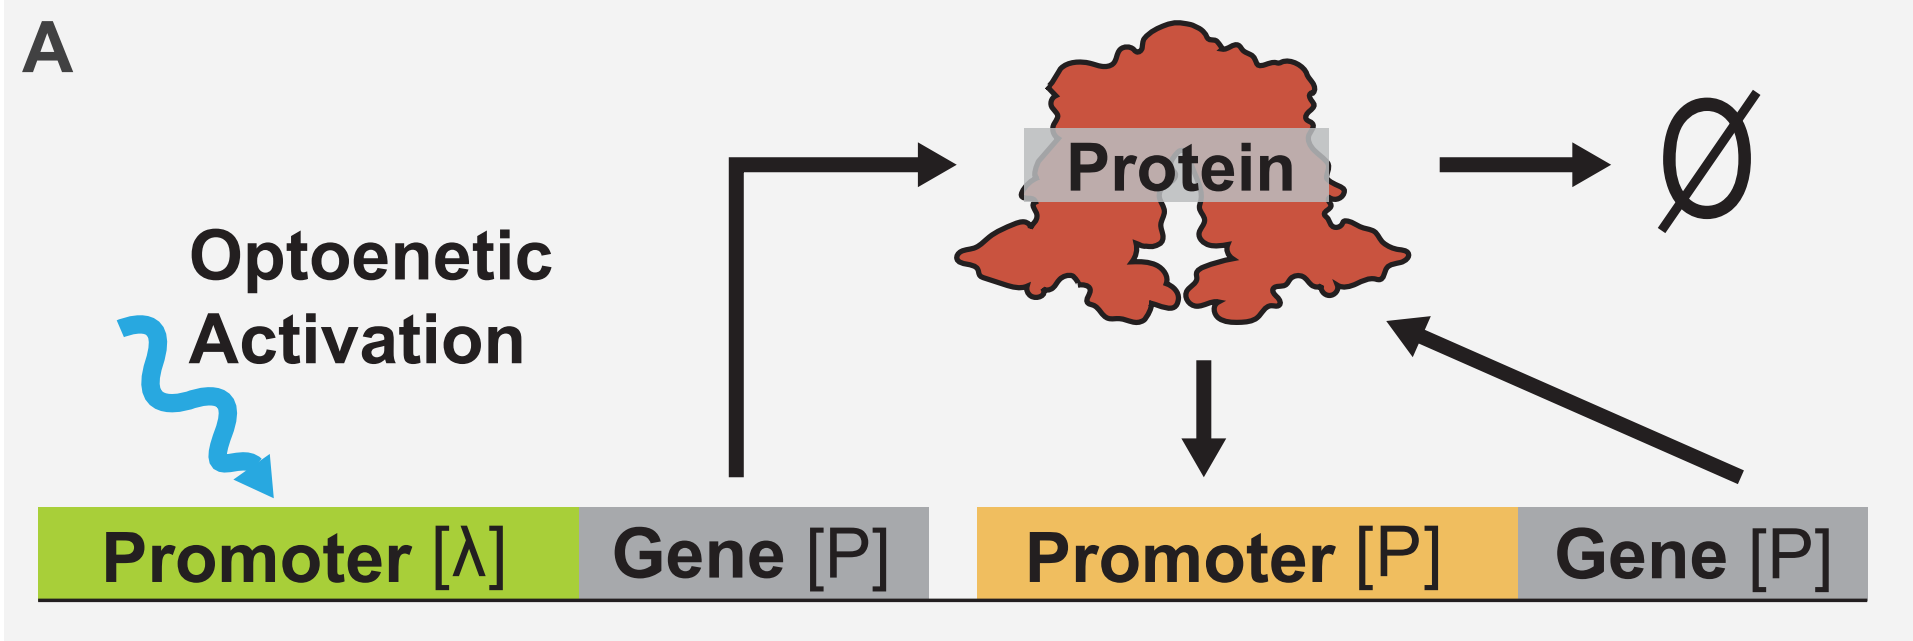 A
Optoenetic
Activation
Protein
Ø
Promoter [λ] Gene [P] Promoter [P] Gene [P]